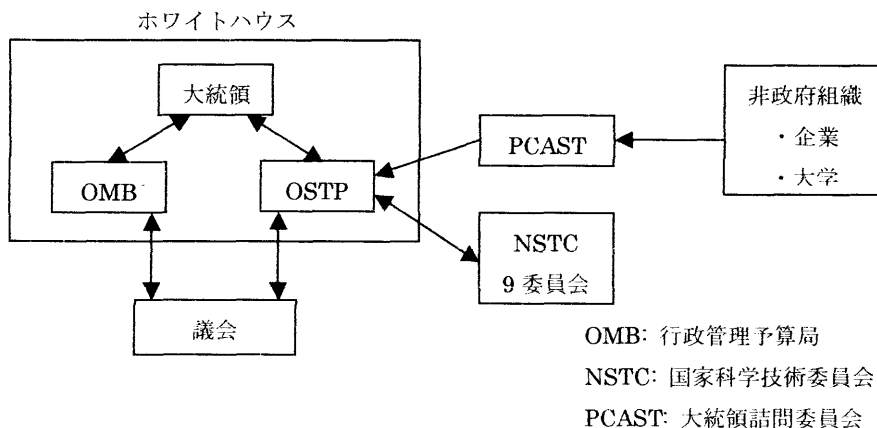 ホワイトハウス
大統領
非政府組織
・企業
・大学
PCAST
OMB
OSTP
NSTC
9 委員会
議会
OMB: 行政管理予算局
NSTC: 国家科学技術委員会
PCAST: 大統領諮問委員会